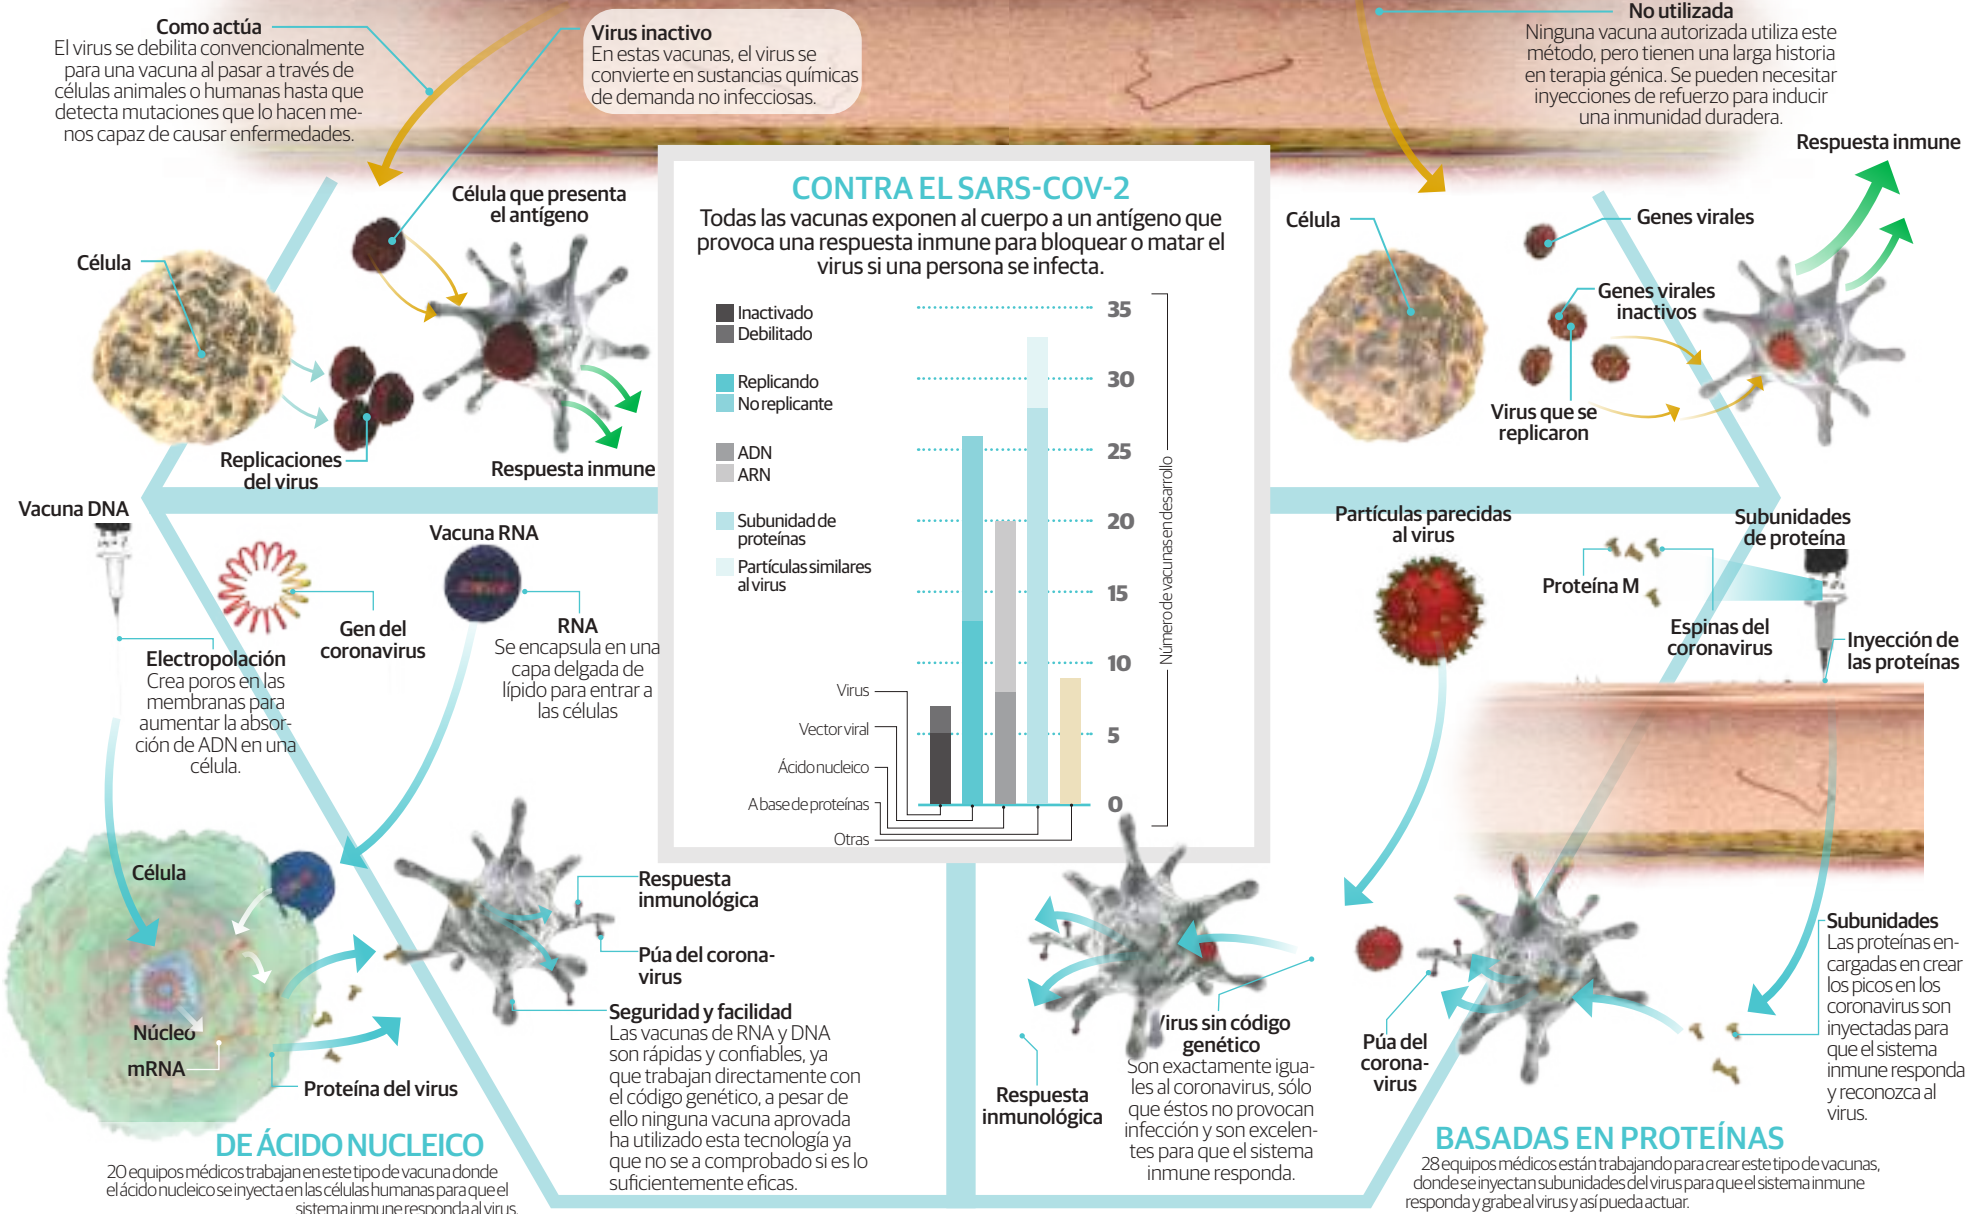 Como actúa
El virus se debilita convencionalmente
para una vacuna al pasar a través de
células animales o humanas hasta que
detecta mutaciones que lo hacen me-
nos capaz de causar enfermedades.
Virus inactivo
En estas vacunas, el virus se
convierte en sustancias químicas
de demanda no infecciosas.
No utilizada
Ninguna vacuna autorizada utiliza este
método, pero tienen una larga historia
en terapia génica. Se pueden necesitar
inyecciones de refuerzo para inducir
una inmunidad duradera.
Respuesta inmune
Célula que presenta
el antígeno
Célula
Replicaciones
del virus
Respuesta inmune
CONTRA EL SARS-COV-2
Todas las vacunas exponen al cuerpo a un antígeno que
provoca una respuesta inmune para bloquear o matar el
virus si una persona se infecta.
Inactivado
Debilitado
Replicando
No replicante
ADN
ARN
Subunidad de
proteínas
Partículas similares
al virus
35
30
25
20
15
10
5
0
Número de vacunas en desarrollo
Virus
Vector viral
Ácido nucleico
A base de proteínas
Otras
Célula
Genes virales
Genes virales
inactivos
Virus que se
replicaron
Vacuna DNA
Vacuna RNA
Gen del
coronavirus
RNA
Se encapsula en una
capa delgada de
lípido para entrar a
las células
Electropolación
Crea poros en las
membranas para
aumentar la absor-
ción de ADN en una
célula.
Célula
Núcleo
mRNA
Proteína del virus
Respuesta
inmunológica
Púa del corona-
virus
Seguridad y facilidad
Las vacunas de RNA y DNA
son rápidas y confiables, ya
que trabajan directamente con
el código genético, a pesar de
ello ninguna vacuna aprovada
ha utilizado esta tecnología ya
que no se a comprobado si es lo
suficientemente eficas.
DE ÁCIDO NUCLEICO
20 equipos médicos trabajan en este tipo de vacuna donde
el ácido nucleico se inyecta en las células humanas para que el
sistema inmune responda al virus.
Partículas parecidas
al virus
Subunidades
de proteína
Proteína M
Espinas del
coronavirus
Inyección de
las proteínas
Respuesta
inmunológica
Virus sin código
genético
Son exactamente igua-
les al coronavirus, sólo
que éstos no provocan
infección y son excelen-
tes para que el sistema
inmune responda.
Púa del
corona-
virus
Subunidades
Las proteínas en-
cargadas en crear
los picos en los
coronavirus son
inyectadas para
que el sistema
inmune responda
y reconozca al
virus.
BASADAS EN PROTEÍNAS
28 equipos médicos están trabajando para crear este tipo de vacunas,
donde se inyectan subunidades del virus para que el sistema inmune
responda y grabe al virus y así pueda actuar.